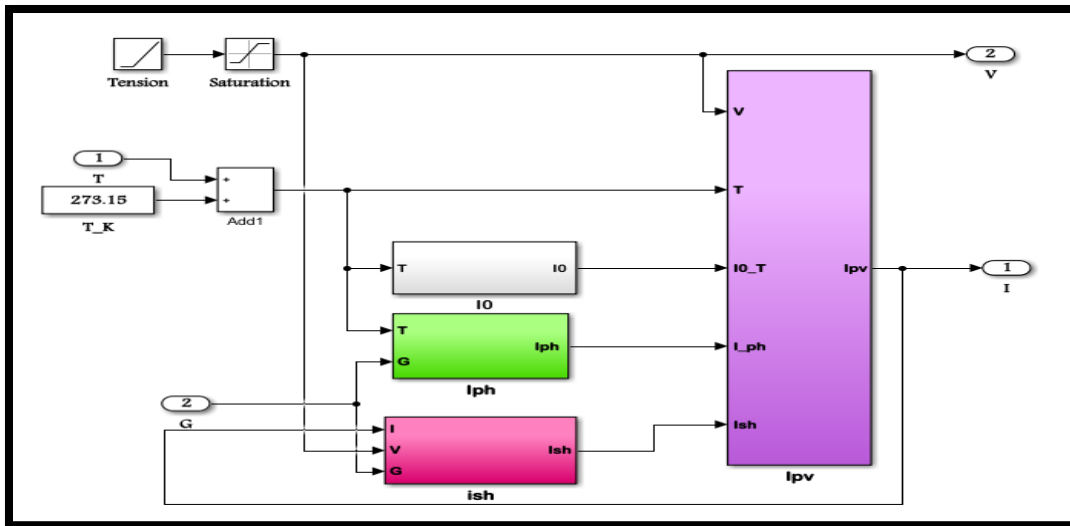 Tension
Saturation
2
V
V
1
T
273.15
T_K
+
+
Add1
T
T
I0
I0
I0_T
Ipv
1
I
T
G
Iph
Iph
I_ph
2
G
I
V
G
Ish
ish
Ish
Ipv